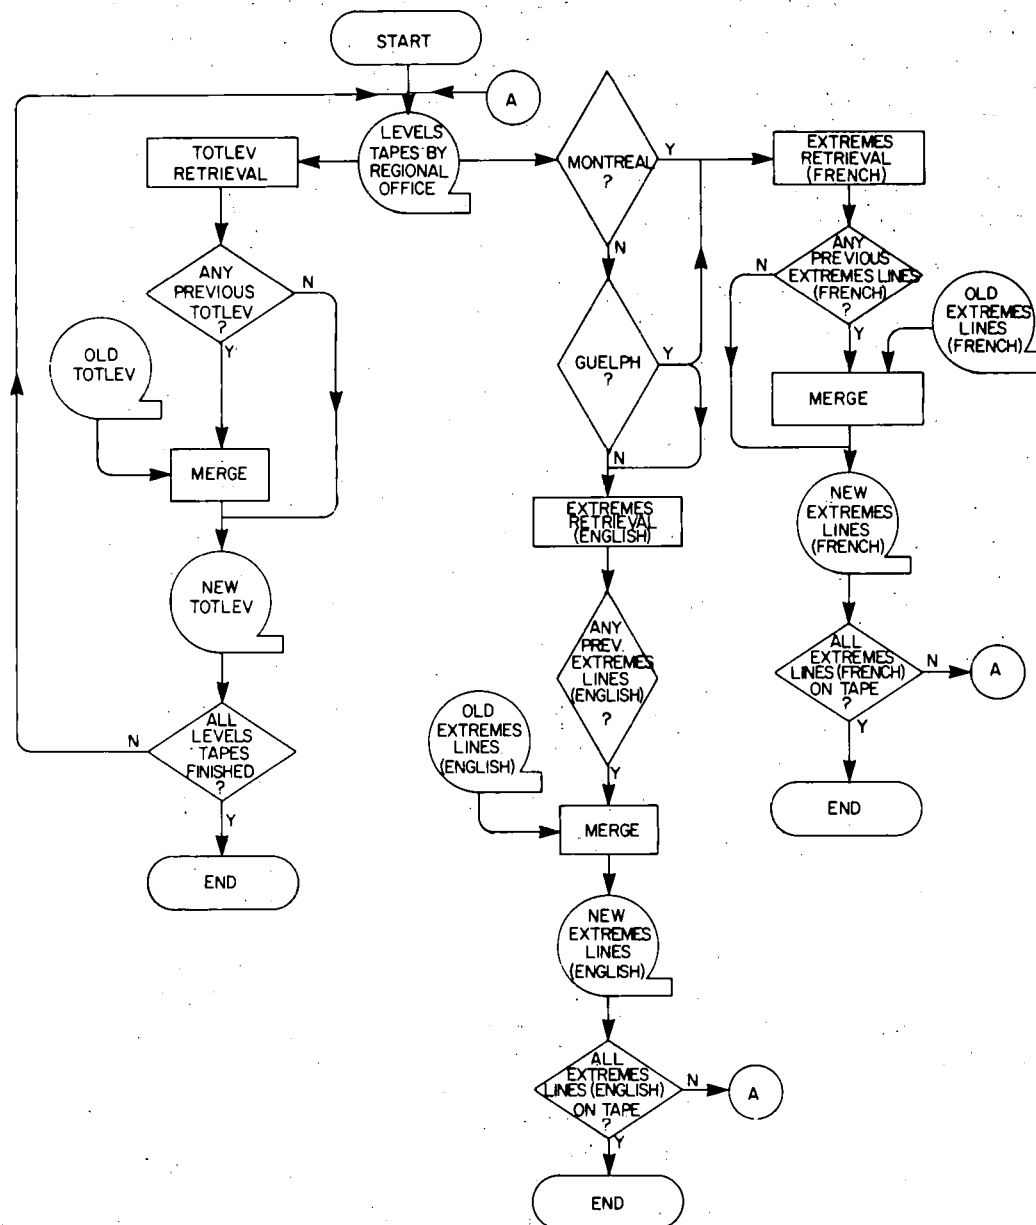 START
A
LEVELS
TAPES BY
REGIONAL
OFFICE
TOTLEV
RETRIEVAL
ANY
PREVIOUS
TOTLEV
?
N
Y
OLD
TOTLEV
MERGE
NEW
TOTLEV
ALL
LEVELS
TAPES
FINISHED
?
N
Y
END
MONTREAL
?
Y
N
GUELPH
?
Y
N
EXTREMES
RETRIEVAL
(ENGLISH)
ANY
PREV.
EXTREMES
LINES
(ENGLISH)
?
Y
OLD
EXTREMES
LINES
(ENGLISH)
MERGE
NEW
EXTREMES
LINES
(ENGLISH)
ALL
EXTREMES
LINES (ENGLISH)
ON TAPE
?
N
A
Y
END
EXTREMES
RETRIEVAL
(FRENCH)
ANY
PREVIOUS
EXTREMES LINES
(FRENCH)
?
N
Y
OLD
EXTREMES
LINES
(FRENCH)
MERGE
NEW
EXTREMES
LINES
(FRENCH)
ALL
EXTREMES
LINES (FRENCH)
ON TAPE
?
N
A
Y
END